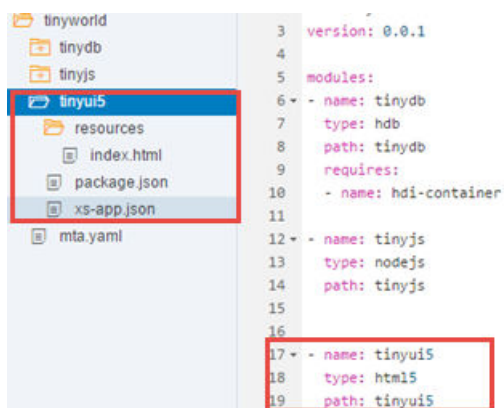 tinyworld
tinydb
tinyjs
tinyui5
resources
index.html
package.json
xs-app.json
mta.yaml
3 version: 0.0.1
4
5 modules:
6 - name: tinydb
7 type: hdb
8 path: tinydb
9 requires:
10 - name: hdi-container
11
12 - name: tinyjs
13 type: nodejs
14 path: tinyjs
15
16
17 - name: tinyui5
18 type: html5
19 path: tinyui5